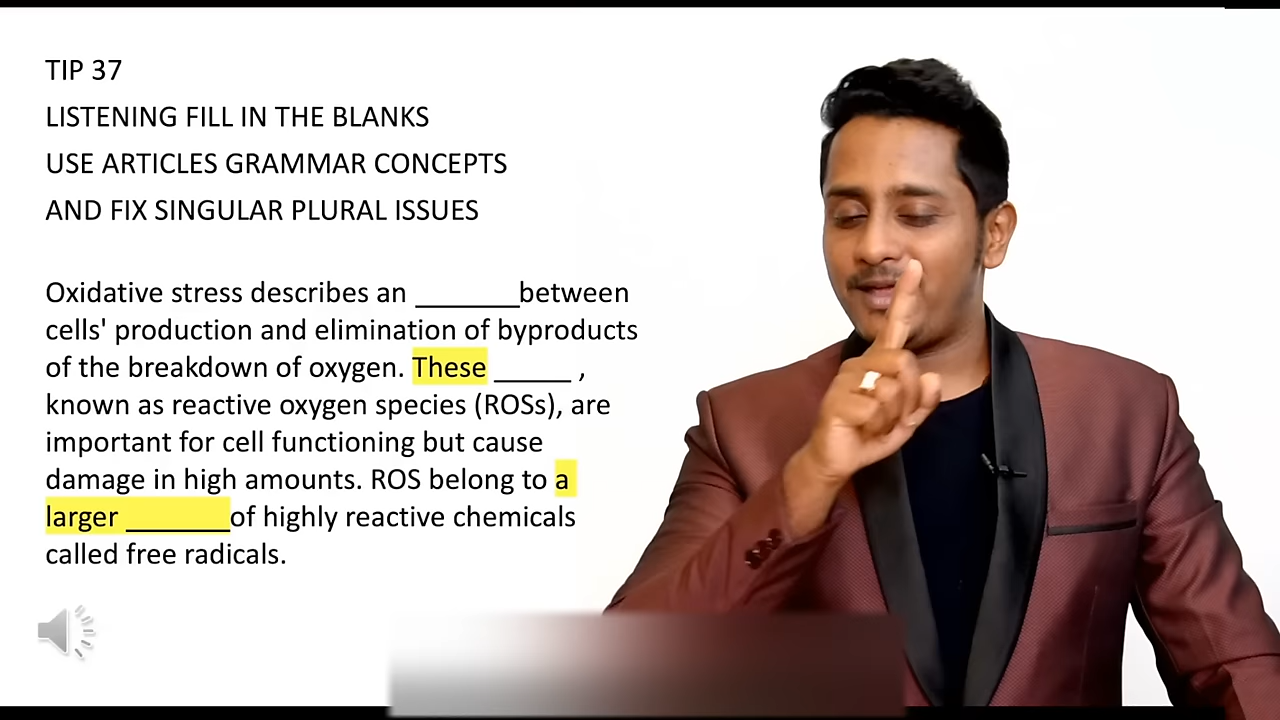 TIP 37
LISTENING FILL IN THE BLANKS
USE ARTICLES GRAMMAR CONCEPTS
AND FIX SINGULAR PLURAL ISSUES
Oxidative stress describes an _______between
cells' production and elimination of byproducts
of the breakdown of oxygen. These _____ ,
known as reactive oxygen species (ROSs), are
important for cell functioning but cause
damage in high amounts. ROS belong to a
larger _______of highly reactive chemicals
called free radicals.